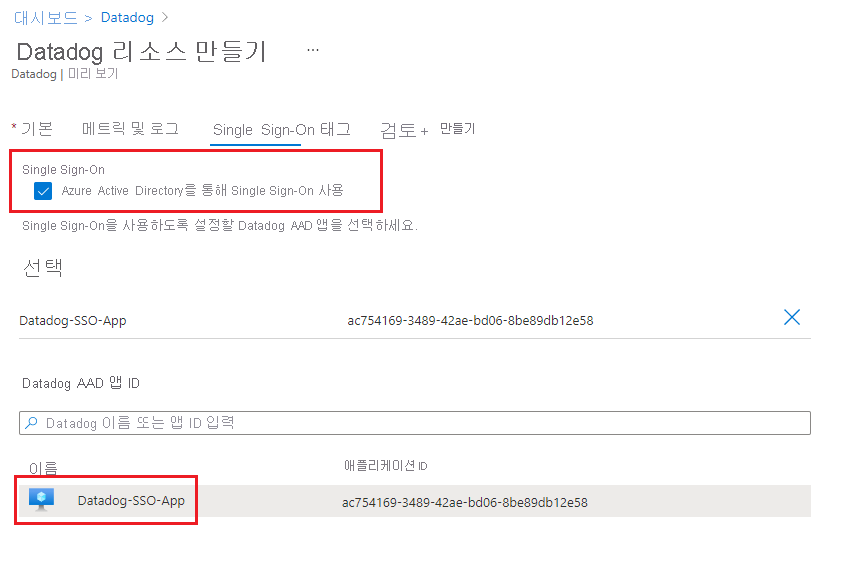 대시보드 > Datadog >
Datadog 리소스 만들기 ...
Datadog | 미리 보기
* 기본 메트릭 및 로그 Single Sign-On 태그 검토 + 만들기
Single Sign-On
Azure Active Directory를 통해 Single Sign-On 사용
Single Sign-On을 사용하도록 설정할 Datadog AAD 앱을 선택하세요.
선택
Datadog-SSO-App ac754169-3489-42ae-bd06-8be89db12e58
Datadog AAD 앱 ID
Datadog 이름 또는 앱 ID 입력
이름 애플리케이션 ID
Datadog-SSO-App ac754169-3489-42ae-bd06-8be89db12e58